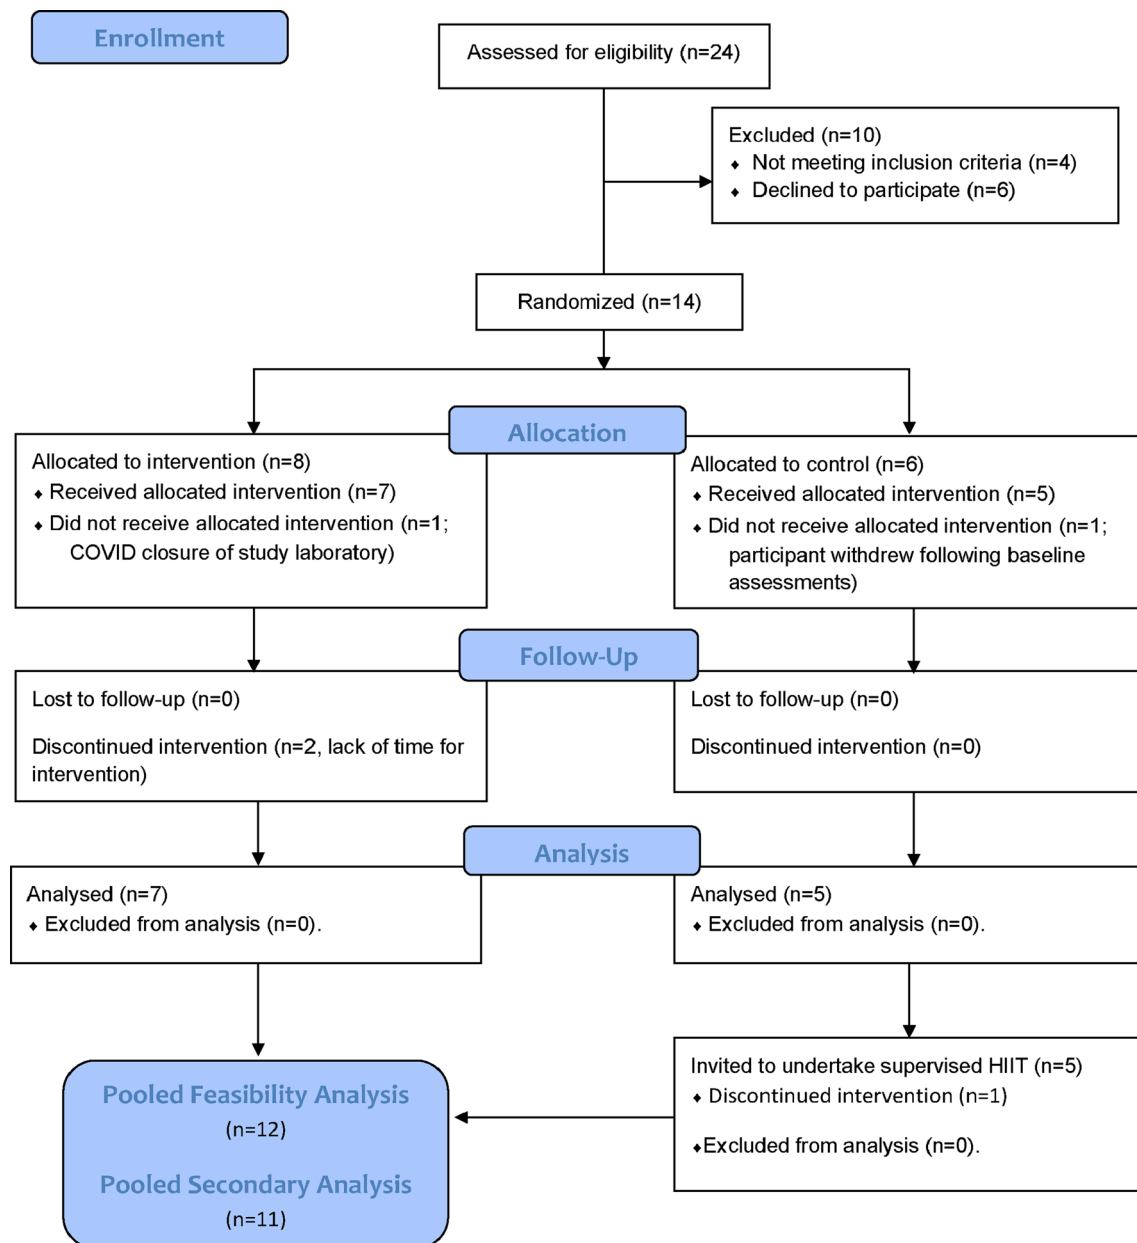 Enrollment
Assessed for eligibility (n=24)
Excluded (n=10)
♦ Not meeting inclusion criteria (n=4)
♦ Declined to participate (n=6)
Randomized (n=14)
Allocation
Allocated to intervention (n=8)
♦ Received allocated intervention (n=7)
♦ Did not receive allocated intervention (n=1;
COVID closure of study laboratory)
Allocated to control (n=6)
♦ Received allocated intervention (n=5)
♦ Did not receive allocated intervention (n=1;
participant withdrew following baseline
assessments)
Follow-Up
Lost to follow-up (n=0)
Discontinued intervention (n=2, lack of time for
intervention)
Lost to follow-up (n=0)
Discontinued intervention (n=0)
Analysis
Analysed (n=7)
♦ Excluded from analysis (n=0).
Analysed (n=5)
♦ Excluded from analysis (n=0).
Invited to undertake supervised HIIT (n=5)
♦ Discontinued intervention (n=1)
♦Excluded from analysis (n=0).
Pooled Feasibility Analysis
(n=12)
Pooled Secondary Analysis
(n=11)